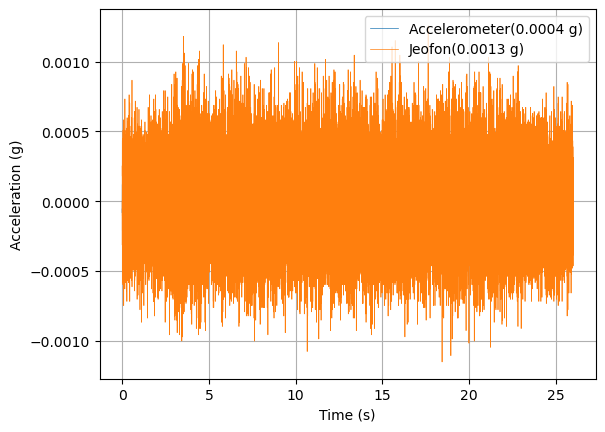 Accelerometer(0.0004 g)
Jeofon(0.0013 g)
0.0010
0.0005
0.0000
−0.0005
−0.0010
Acceleration (g)
0 5 10 15 20 25
Time (s)